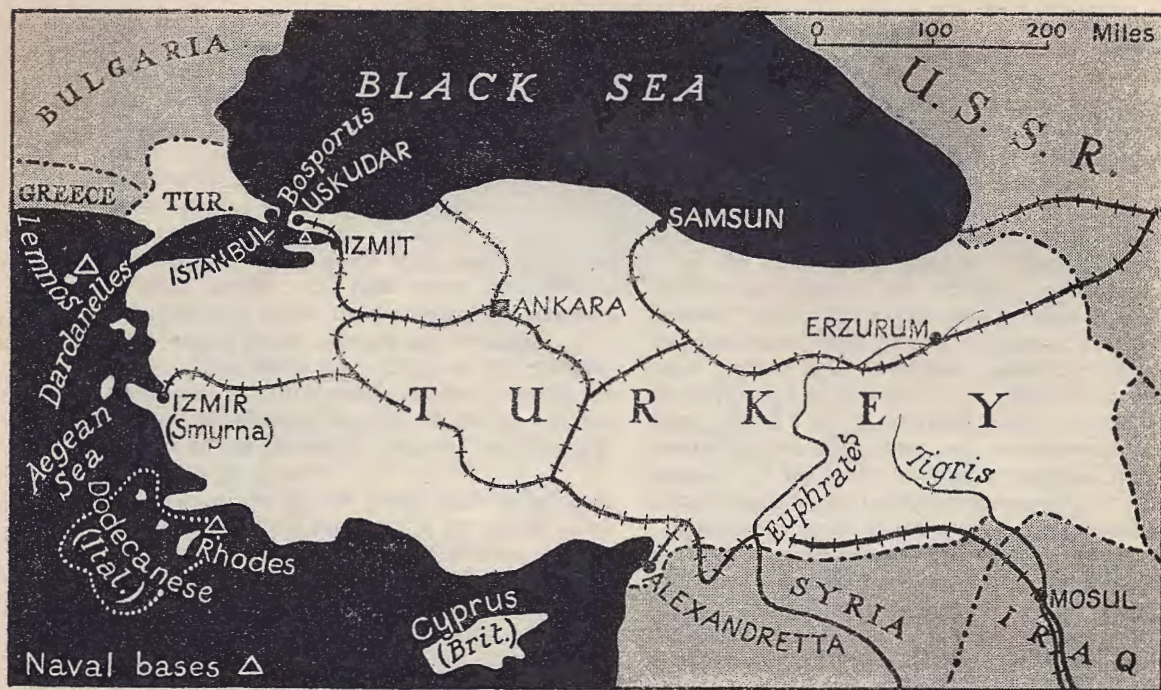 0 100 200 Miles
BULGARIA
BLACK SEA
U. S. S. R.
GREECE
TUR.
Bosporus
USKUDAR
ISTANBUL
IZMIT
SAMSUN
Lemnos
Dardanelles
ANKARA
ERZURUM
IZMIR
(Smyrna)
TURKEY
Aegean
Sea
Euphrates
Tigris
Dodecanese
(Ital.)
Rhodes
Cyprus
(Brit.)
ALEXANDRETTA
SYRIA
IRAQ
MOSUL
Naval bases